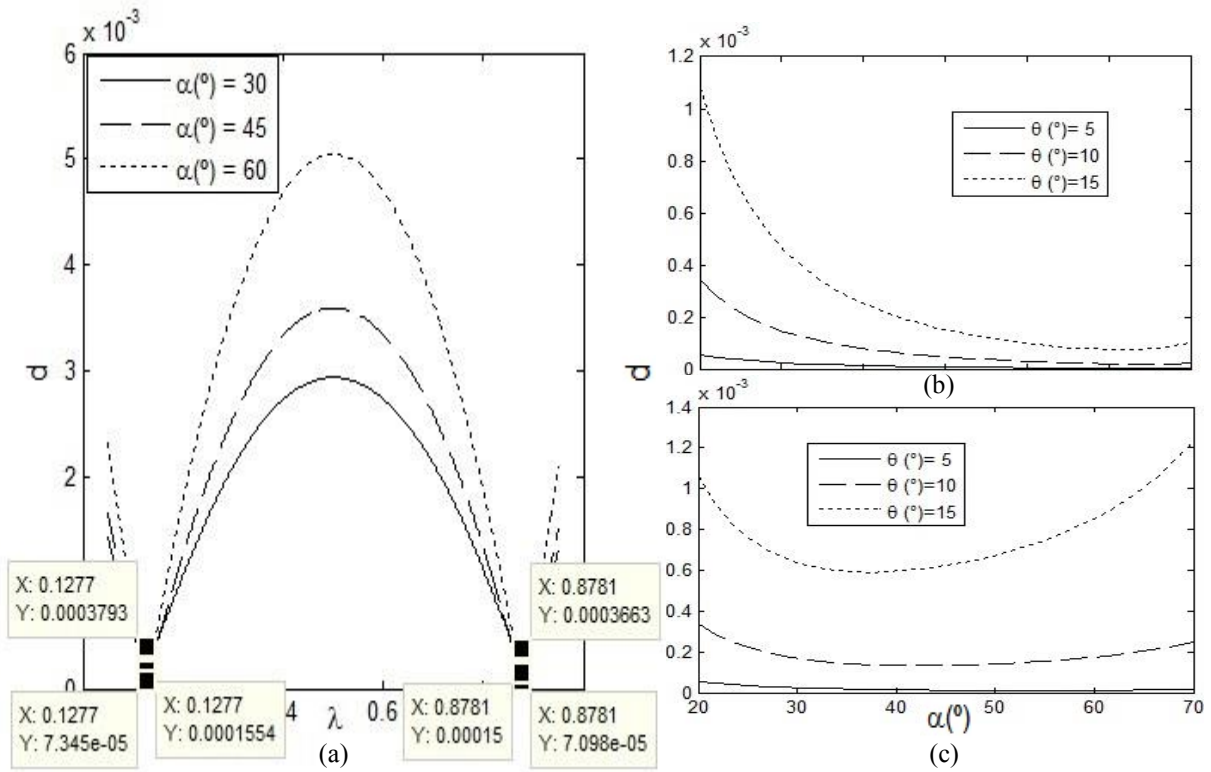 x 10⁻³
6
5
4
3
2
0
d
α(º) = 30
α(º) = 45
α(º) = 60
X: 0.1277
Y: 0.0003793
X: 0.8781
Y: 0.0003663
X: 0.1277
Y: 7.345e-05
X: 0.1277
Y: 0.0001554
4
λ
0.6
X: 0.8781
Y: 0.00015
X: 0.8781
Y: 7.098e-05
(a)
x 10⁻³
1.2
1
0.8
0.6
0.4
0.2
0
θ (°)= 5
θ (°)=10
θ (°)=15
d
(b)
x 10⁻³
1.4
1.2
1
0.8
0.6
0.4
0.2
0
θ (°)= 5
θ (°)=10
θ (°)=15
20 30 40 50 60 70
α(º)
(c)